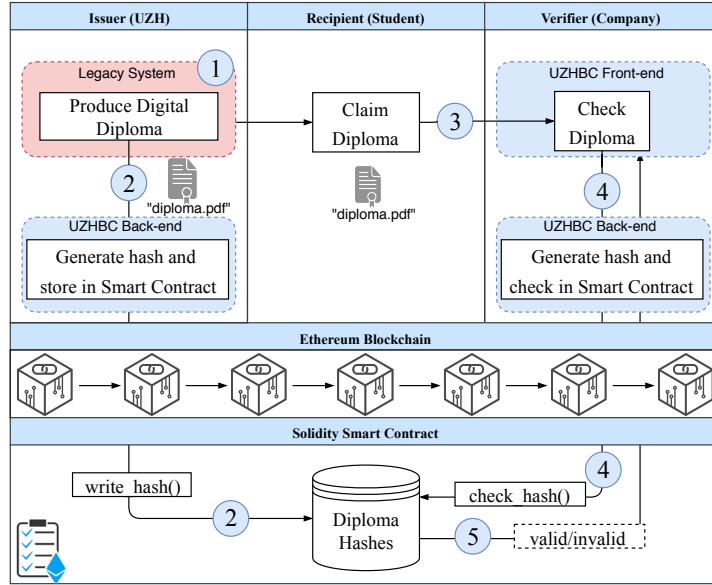 Issuer (UZH)
Recipient (Student)
Verifier (Company)
Legacy System
1
Produce Digital
Diploma
2
"diploma.pdf"
UZHBC Back-end
Generate hash and
store in Smart Contract
Claim
Diploma
3
"diploma.pdf"
UZHBC Front-end
Check
Diploma
4
UZHBC Back-end
Generate hash and
check in Smart Contract
Ethereum Blockchain
Solidity Smart Contract
write_hash()
2
Diploma
Hashes
check_hash()
4
5
valid/invalid